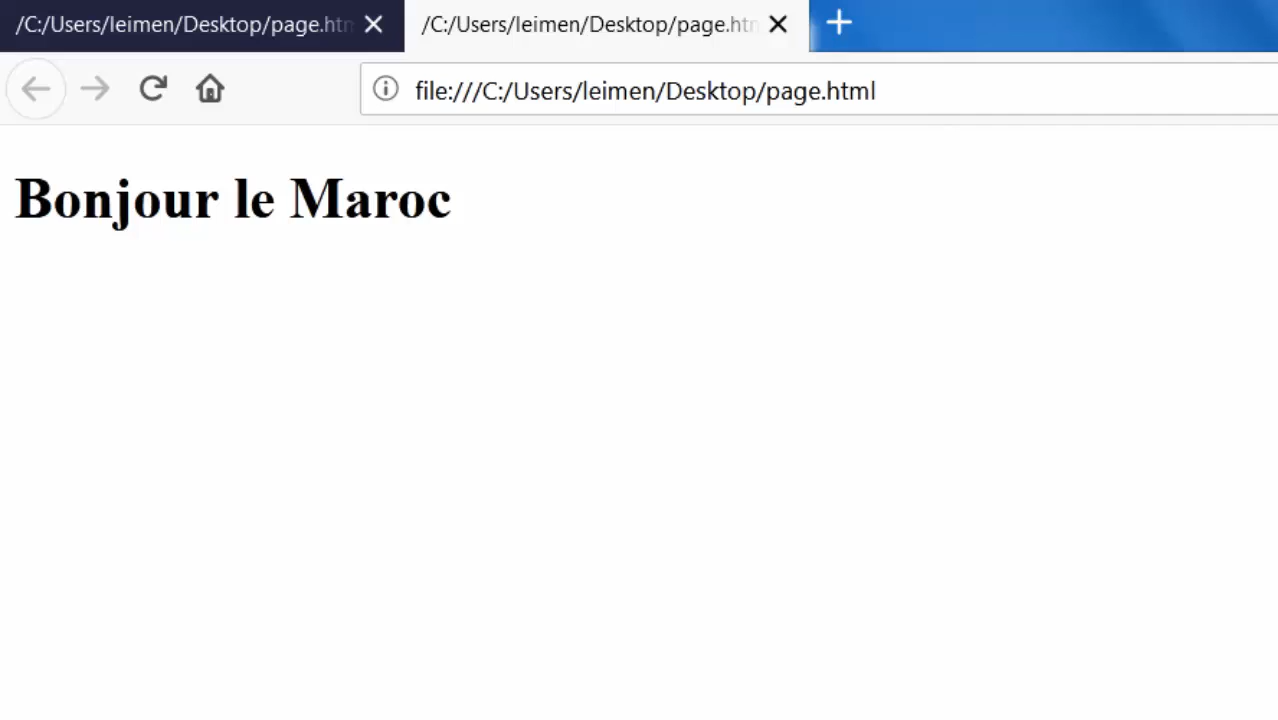 /C:/Users/leimen/Desktop/page.htm
/C:/Users/leimen/Desktop/page.htm
file:///C:/Users/leimen/Desktop/page.html
Bonjour le Maroc